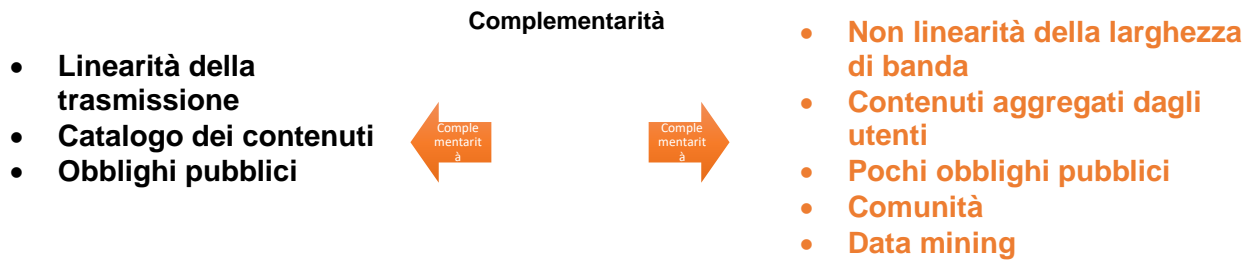 Complementarità
• Linearità della
trasmissione
• Catalogo dei contenuti
• Obblighi pubblici
Comple
mentarit
à
Comple
mentarit
à
• Non linearità della larghezza
di banda
• Contenuti aggregati dagli
utenti
• Pochi obblighi pubblici
• Comunità
• Data mining